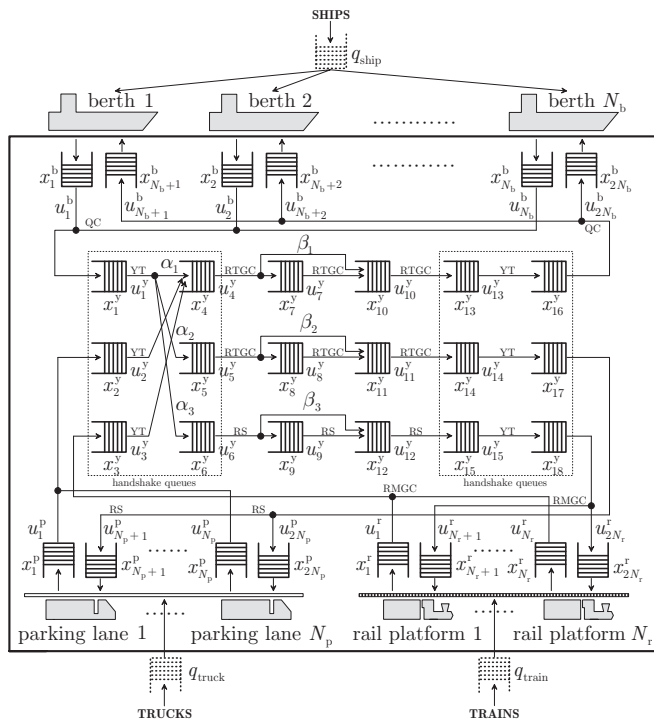 SHIPS
q_ship
berth 1 berth 2 ............ berth N_b
x_1^b x_{N_b+1}^b x_2^b x_{N_b+2}^b ............ x_{N_b}^b x_{2N_b}^b
u_1^b u_{N_b+1}^b u_2^b u_{N_b+2}^b u_{N_b}^b u_{2N_b}^b
QC QC
α_1 β_1
YT RTGC RTGC RTGC YT
u_1^y u_4^y u_7^y u_10^y u_13^y
x_1^y x_4^y x_7^y x_10^y x_13^y x_16^y
α_2 β_2
YT RTGC RTGC RTGC YT
u_2^y u_5^y u_8^y u_11^y u_14^y
x_2^y x_5^y x_8^y x_11^y x_14^y x_17^y
α_3 β_3
YT RS RS RS YT
u_3^y u_6^y u_9^y u_12^y u_15^y
x_3^y x_6^y x_9^y x_12^y x_15^y x_18^y
handshake queues handshake queues
RMGC RMGC
RS
u_1^p u_{N_p+1}^p u_{N_p}^p u_{2N_p}^p u_1^r u_{N_r+1}^r u_{N_r}^r u_{2N_r}^r
x_1^p x_{N_p+1}^p x_{N_p}^p x_{2N_p}^p x_1^r x_{N_r+1}^r x_{N_r}^r x_{2N_r}^r
parking lane 1 parking lane N_p rail platform 1 rail platform N_r
q_truck q_train
TRUCKS TRAINS